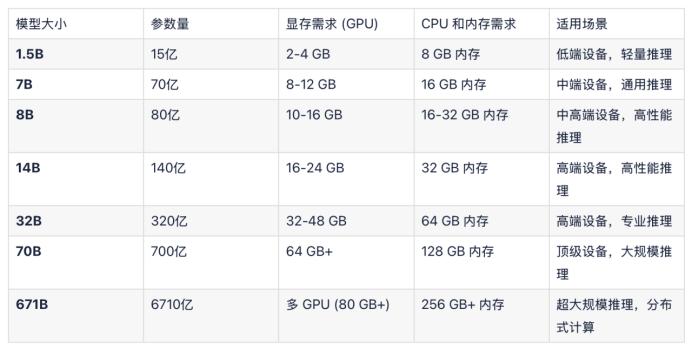 模型大小 参数量 显存需求 (GPU) CPU 和内存需求 适用场景
1.5B 15亿 2-4 GB 8 GB 内存 低端设备，轻量推理
7B 70亿 8-12 GB 16 GB 内存 中端设备，通用推理
8B 80亿 10-16 GB 16-32 GB 内存 中高端设备，高性能
推理
14B 140亿 16-24 GB 32 GB 内存 高端设备，高性能推
理
32B 320亿 32-48 GB 64 GB 内存 高端设备，专业推理
70B 700亿 64 GB+ 128 GB 内存 顶级设备，大规模推
理
671B 6710亿 多 GPU (80 GB+) 256 GB+ 内存 超大规模推理，分布
式计算